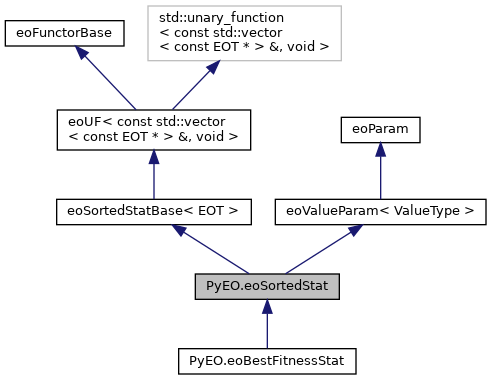 eoFunctorBase
std::unary_function
< const std::vector
< const EOT * > &, void >
eoUF< const std::vector
< const EOT * > &, void >
eoParam
eoSortedStatBase< EOT >
eoValueParam< ValueType >
PyEO.eoSortedStat
PyEO.eoBestFitnessStat